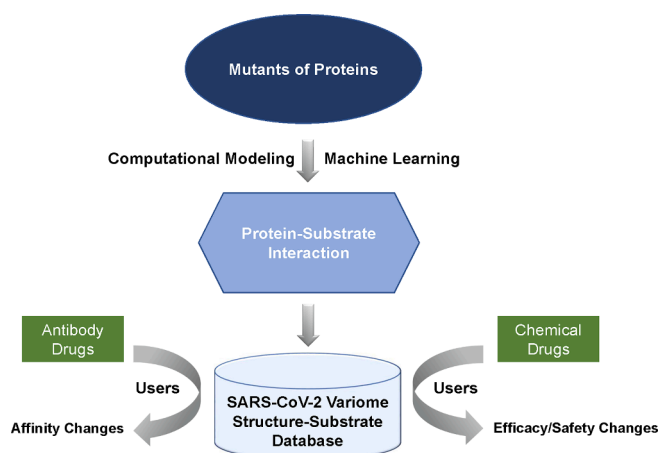 Mutants of Proteins
Computational Modeling
Machine Learning
Protein-Substrate
Interaction
Antibody
Drugs
Chemical
Drugs
Users
Users
SARS-CoV-2 Variome
Structure-Substrate
Database
Affinity Changes
Efficacy/Safety Changes